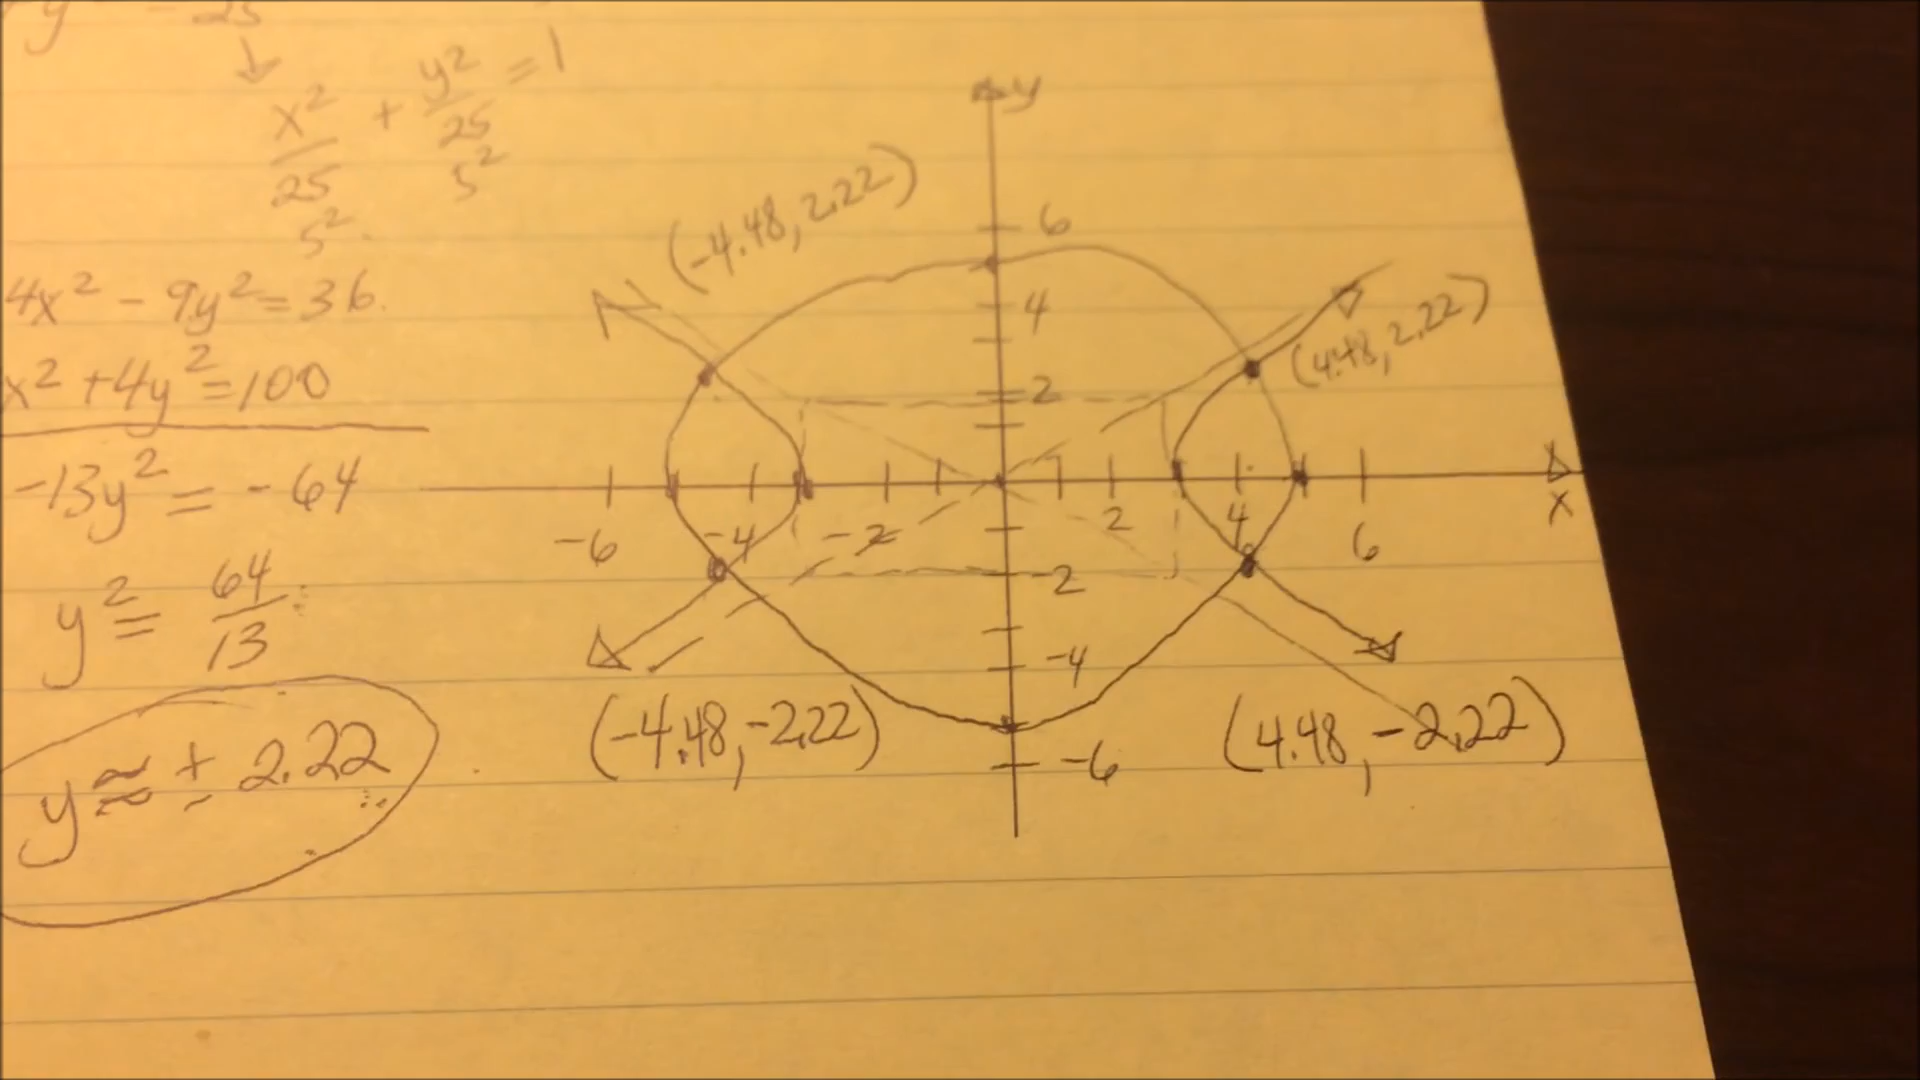 x²/25 + y²/25 = 1
5² 5²
4x² - 9y² = 36
x² + 4y² = 100
-13y² = -64
y² = 64/13
y ≈ ± 2.22
y
(-4.48, 2.22)
6
4
(4.48, 2.22)
2
-6 -4 -2 2 4 6 x
-2
-4
(-4.48, -2.22) (4.48, -2.22)
-6